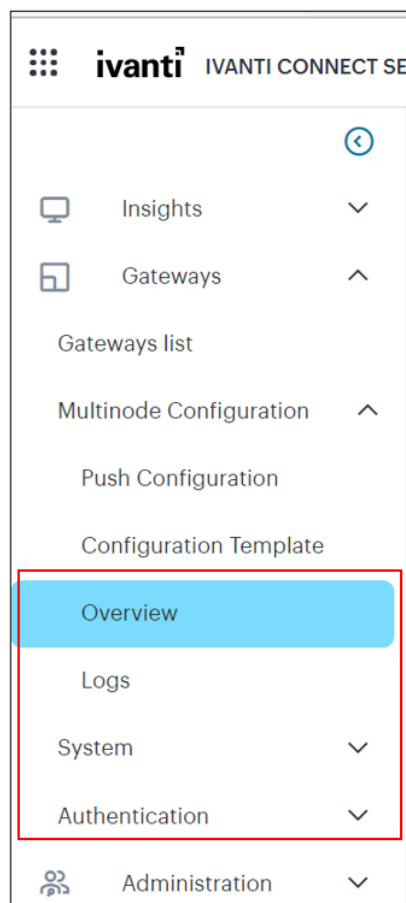 ivanti IVANTI CONNECT SE
Insights
Gateways
Gateways list
Multinode Configuration
Push Configuration
Configuration Template
Overview
Logs
System
Authentication
Administration